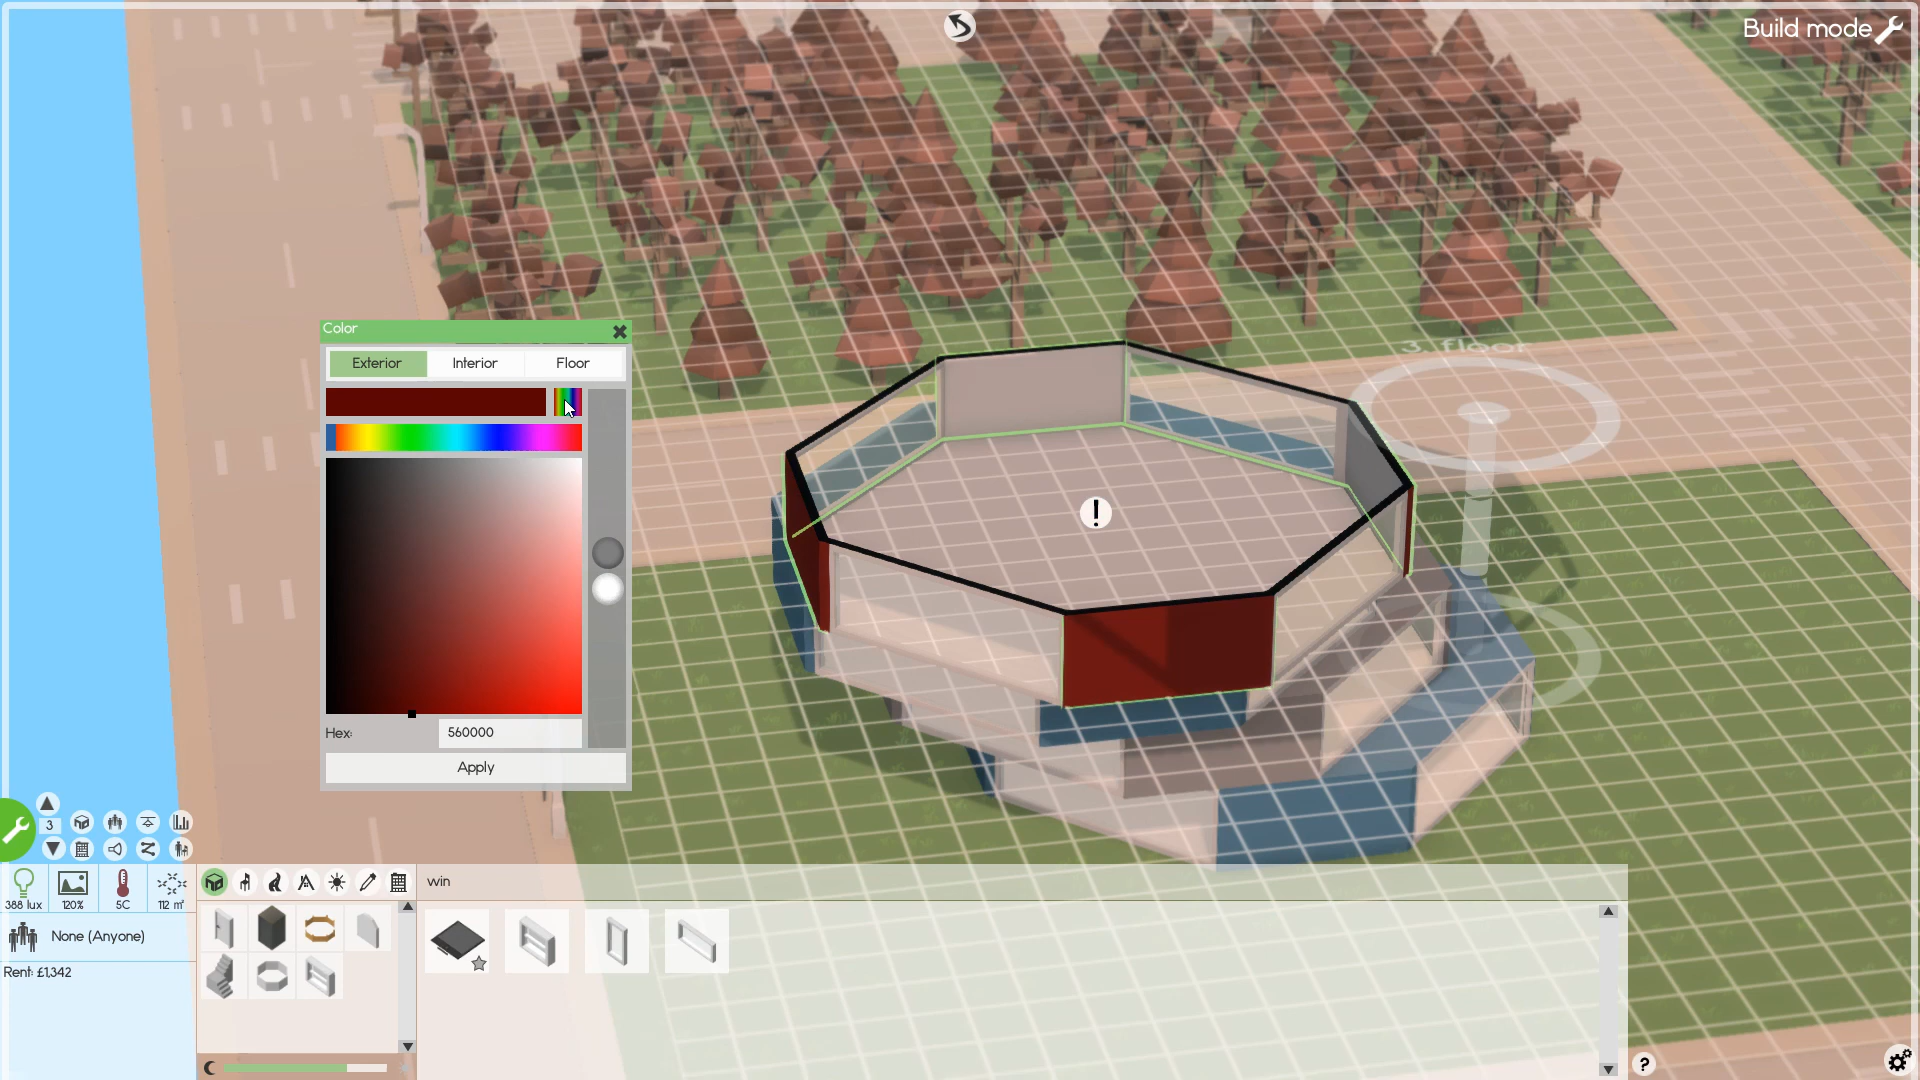 Build mode
3. floor
Color
Exterior
Interior
Floor
Hex:
560000
Apply
3
388 lux
120%
5C
112 m²
win
None (Anyone)
Rent: £1,342
!
?